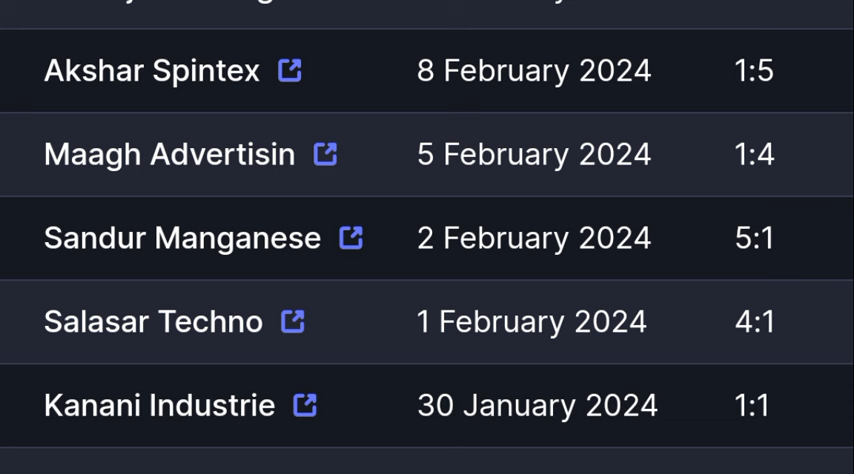 Akshar Spintex 8 February 2024 1:5
Maagh Advertisin 5 February 2024 1:4
Sandur Manganese 2 February 2024 5:1
Salasar Techno 1 February 2024 4:1
Kanani Industrie 30 January 2024 1:1